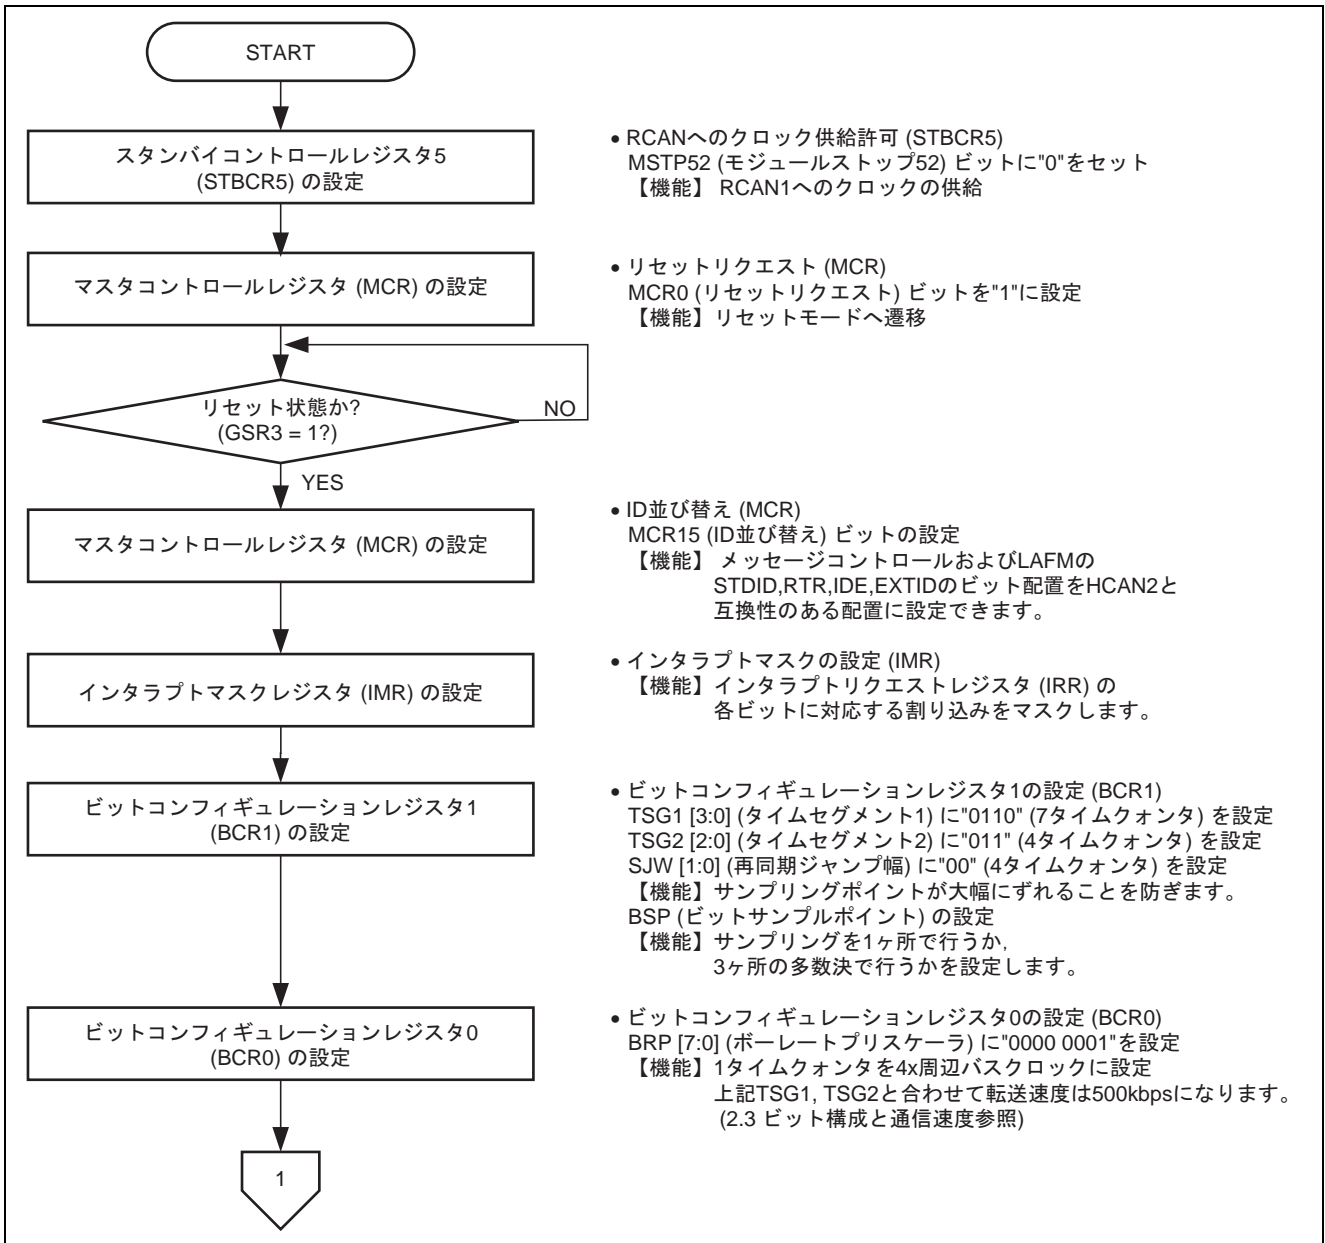 START
スタンバイコントロールレジスタ5
(STBCR5) の設定
• RCANへのクロック供給許可 (STBCR5)
MSTP52 (モジュールストップ52) ビットに"0"をセット
【機能】 RCAN1へのクロックの供給
マスタコントロールレジスタ (MCR) の設定
• リセットリクエスト (MCR)
MCR0 (リセットリクエスト) ビットを"1"に設定
【機能】リセットモードへ遷移
リセット状態か?
(GSR3 = 1?)
NO
YES
マスタコントロールレジスタ (MCR) の設定
• ID並び替え (MCR)
MCR15 (ID並び替え) ビットの設定
【機能】 メッセージコントロールおよびLAFMの
STDID,RTR,IDE,EXTIDのビット配置をHCAN2と
互換性のある配置に設定できます。
インタラプトマスクレジスタ (IMR) の設定
• インタラプトマスクの設定 (IMR)
【機能】インタラプトリクエストレジスタ (IRR) の
各ビットに対応する割り込みをマスクします。
ビットコンフィギュレーションレジスタ1
(BCR1) の設定
• ビットコンフィギュレーションレジスタ1の設定 (BCR1)
TSG1 [3:0] (タイムセグメント1) に"0110" (7タイムクォンタ) を設定
TSG2 [2:0] (タイムセグメント2) に"011" (4タイムクォンタ) を設定
SJW [1:0] (再同期ジャンプ幅) に"00" (4タイムクォンタ) を設定
【機能】サンプリングポイントが大幅にずれることを防ぎます。
BSP (ビットサンプルポイント) の設定
【機能】サンプリングを1ヶ所で行うか,
3ヶ所の多数決で行うかを設定します。
ビットコンフィギュレーションレジスタ0
(BCR0) の設定
• ビットコンフィギュレーションレジスタ0の設定 (BCR0)
BRP [7:0] (ボーレートプリスケーラ) に"0000 0001"を設定
【機能】1タイムクォンタを4x周辺バスクロックに設定
上記TSG1, TSG2と合わせて転送速度は500kbpsになります。
(2.3 ビット構成と通信速度参照)
1